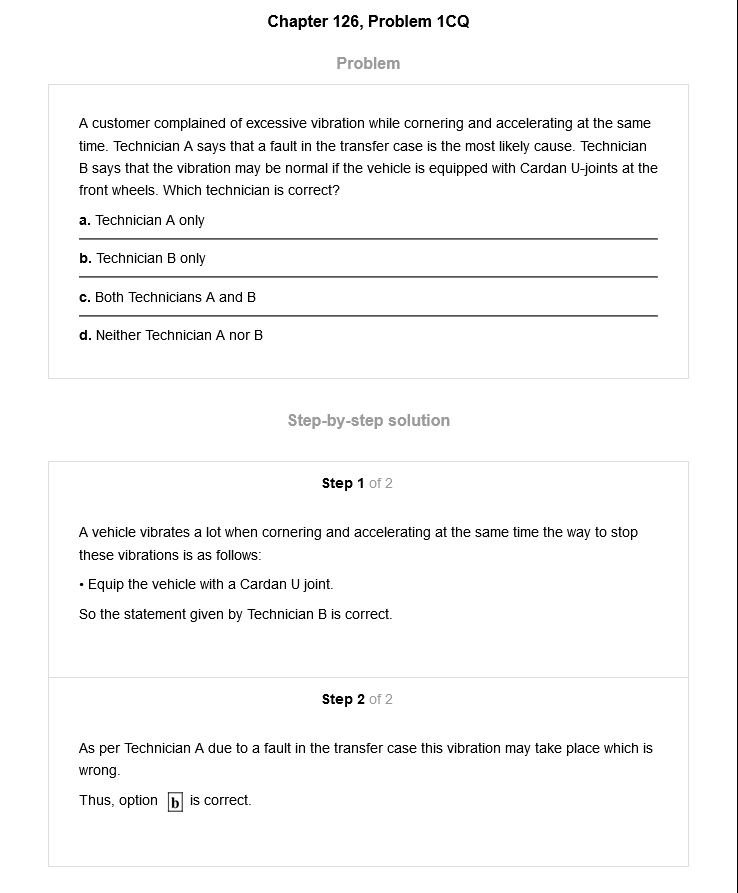 Chapter 126, Problem 1CQ
Problem
A customer complained of excessive vibration while cornering and accelerating at the same
time. Technician A says that a fault in the transfer case is the most likely cause. Technician
B says that the vibration may be normal if the vehicle is equipped with Cardan U-joints at the
front wheels. Which technician is correct?
a. Technician A only
b. Technician B only
c. Both Technicians A and B
d. Neither Technician A nor B
Step-by-step solution
Step 1 of 2
A vehicle vibrates a lot when cornering and accelerating at the same time the way to stop
these vibrations is as follows:
• Equip the vehicle with a Cardan U joint.
So the statement given by Technician B is correct.
Step 2 of 2
As per Technician A due to a fault in the transfer case this vibration may take place which is
wrong.
Thus, option b is correct.